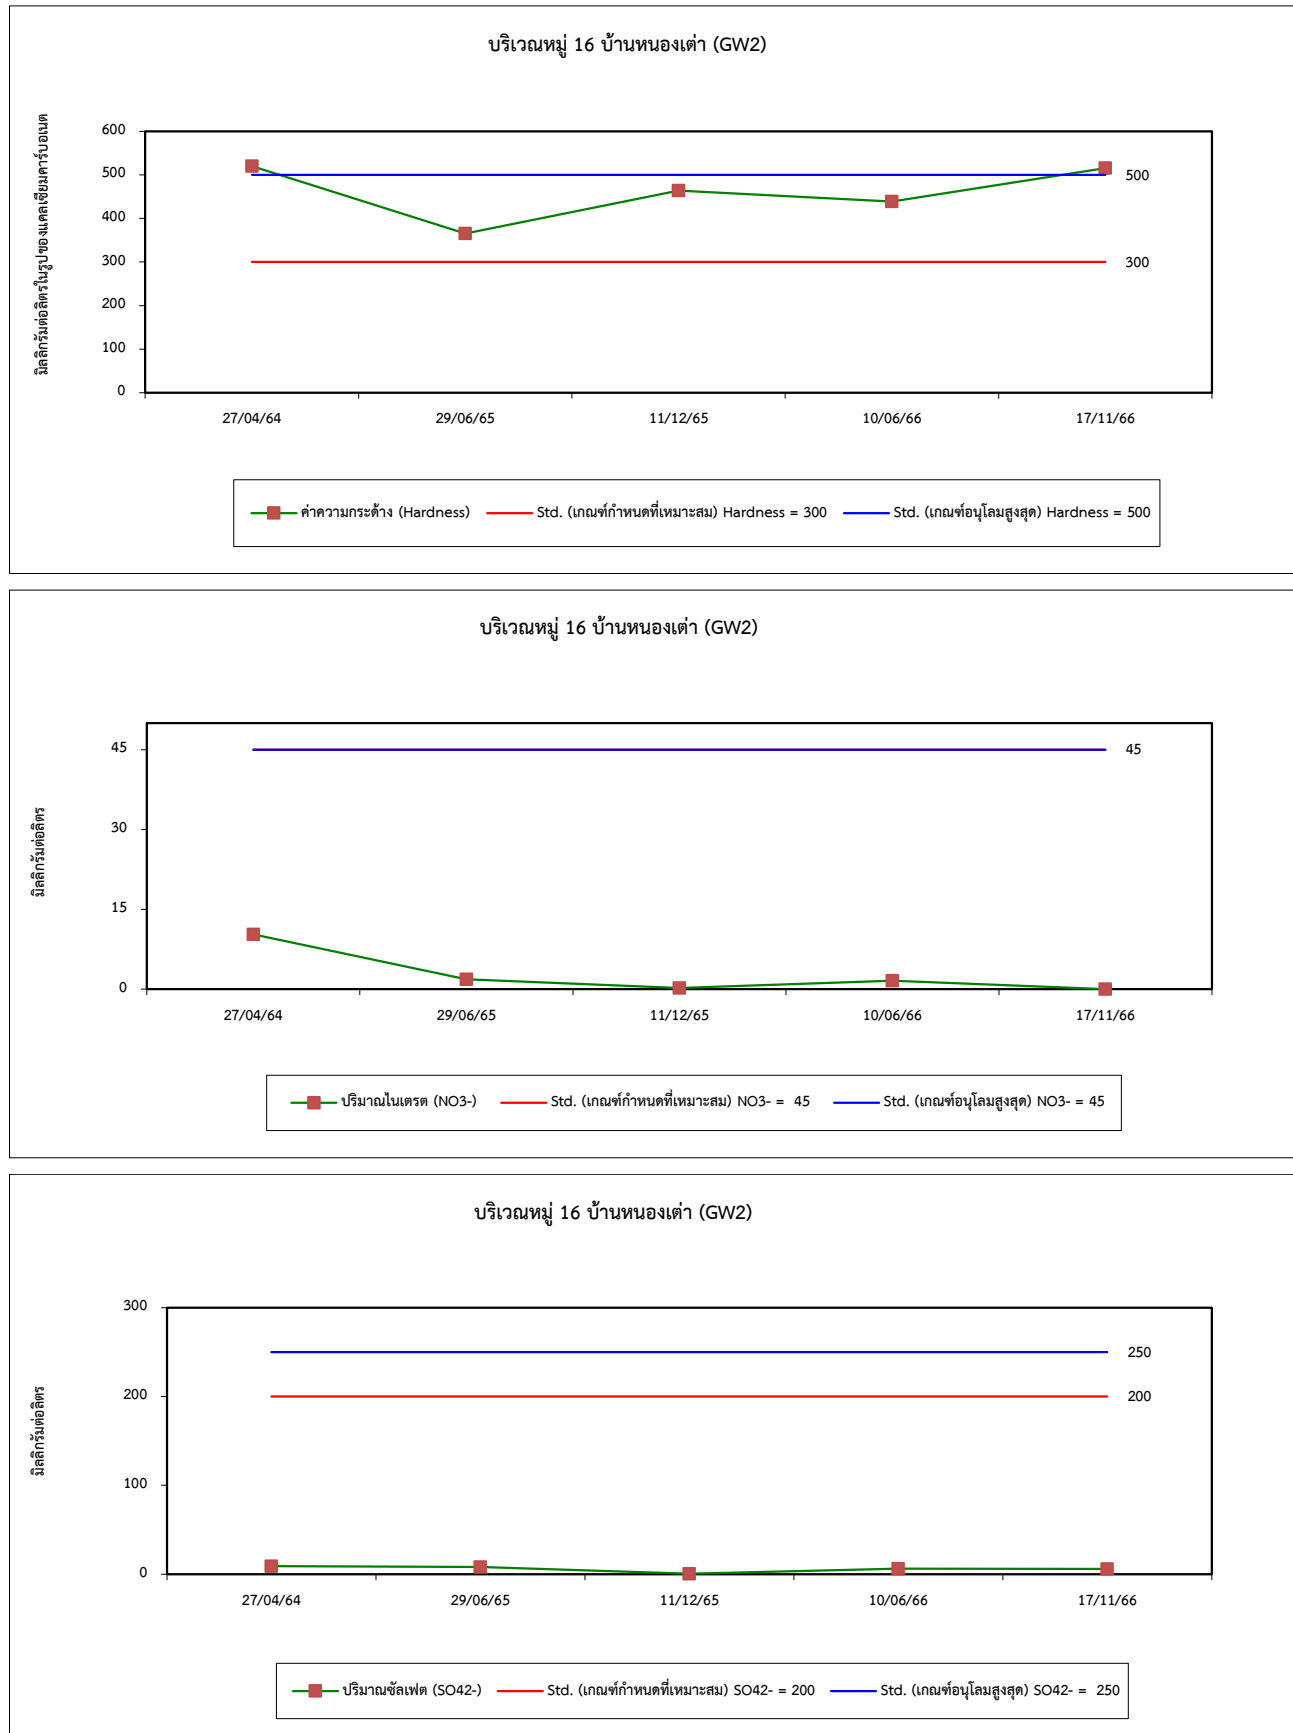 บริเวณหมู่ 16 บ้านหนองเต่า (GW2)
มิลลิกรัมต่อลิตรในรูปของแคลเซียมคาร์บอเนต
600
500
400
300
200
100
0
500
300
27/04/64 29/06/65 11/12/65 10/06/66 17/11/66
ค่าความกระด้าง (Hardness) Std. (เกณฑ์กำหนดที่เหมาะสม) Hardness = 300 Std. (เกณฑ์อนุโลมสูงสุด) Hardness = 500
บริเวณหมู่ 16 บ้านหนองเต่า (GW2)
มิลลิกรัมต่อลิตร
45
30
15
0
45
27/04/64 29/06/65 11/12/65 10/06/66 17/11/66
ปริมาณไนเตรต (NO3-) Std. (เกณฑ์กำหนดที่เหมาะสม) NO3- = 45 Std. (เกณฑ์อนุโลมสูงสุด) NO3- = 45
บริเวณหมู่ 16 บ้านหนองเต่า (GW2)
มิลลิกรัมต่อลิตร
300
200
100
0
250
200
27/04/64 29/06/65 11/12/65 10/06/66 17/11/66
ปริมาณซัลเฟต (SO42-) Std. (เกณฑ์กำหนดที่เหมาะสม) SO42- = 200 Std. (เกณฑ์อนุโลมสูงสุด) SO42- = 250